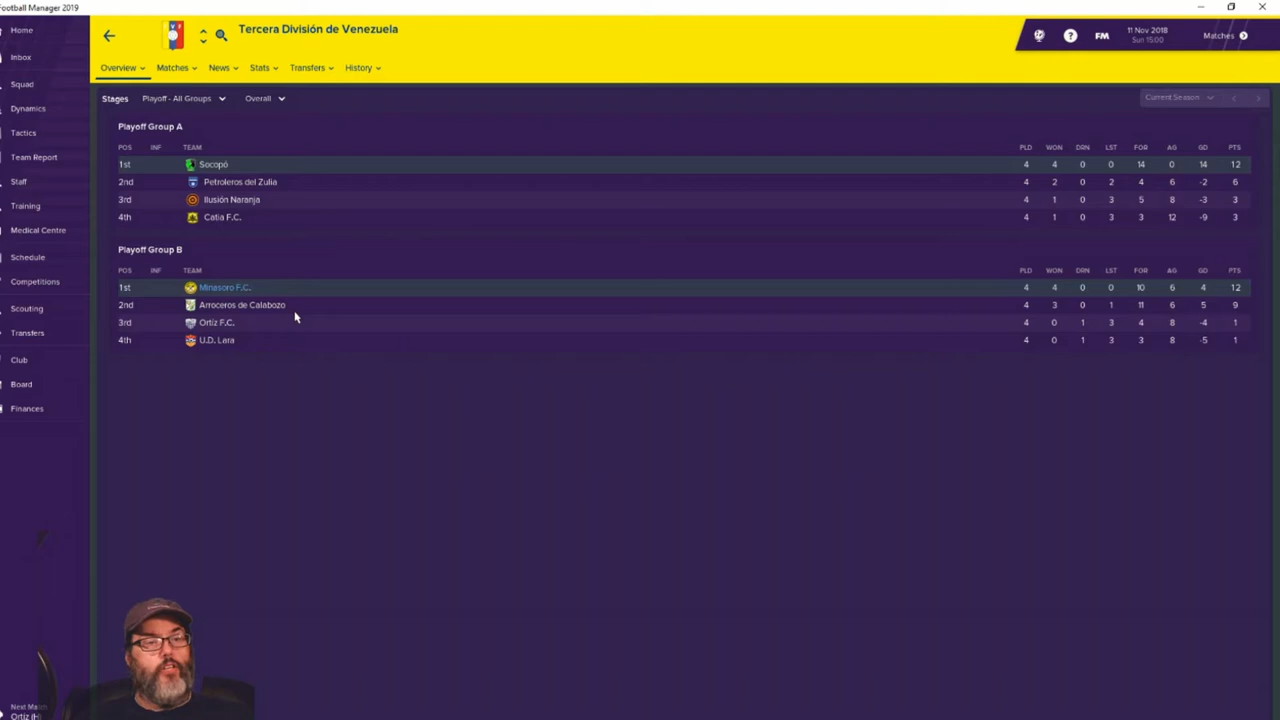 Football Manager 2019
Home
Inbox
Squad
Dynamics
Tactics
Team Report
Staff
Training
Medical Centre
Schedule
Competitions
Scouting
Transfers
Club
Board
Finances
Tercera División de Venezuela
? FM 11 Nov 2018 Matches
Sun 15:00
Overview Matches News Stats Transfers History
Stages Playoff - All Groups Overall Current Season
Playoff Group A
POS INF TEAM PLD WON DRN LST FOR AG GD PTS
1st Socopó 4 4 0 0 14 0 14 12
2nd Petroleros del Zulia 4 2 0 2 4 6 -2 6
3rd Ilusión Naranja 4 1 0 3 5 8 -3 3
4th Catia F.C. 4 1 0 3 3 12 -9 3
Playoff Group B
POS INF TEAM PLD WON DRN LST FOR AG GD PTS
1st Minasoro F.C. 4 4 0 0 10 6 4 12
2nd Arroceros de Calabozo 4 3 0 1 11 6 5 9
3rd Ortíz F.C. 4 0 1 3 4 8 -4 1
4th U.D. Lara 4 0 1 3 3 8 -5 1
Next Ma
Ortíz (H)